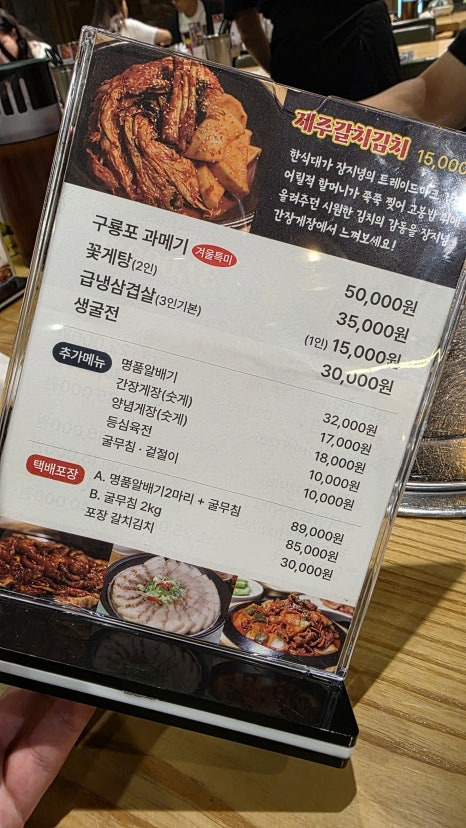 제주갈치김치 15,000
한식대가 장지녕의 트레이드마크
어릴적 할머니가 쭉쭉 찢어 고봉밥 위에
올려주던 시원한 김치의 감동을 장지녕
간장게장에서 느껴보세요!
구룡포 과메기 겨울특미 50,000원
꽃게탕(2인) 35,000원
급냉삼겹살(3인기본) (1인) 15,000원
생굴전 30,000원
추가메뉴
명품알배기 32,000원
간장게장(숫게) 17,000원
양념게장(숫게) 18,000원
등심육전 10,000원
굴무침 · 겉절이 10,000원
택배포장
A. 명품알배기2마리 + 굴무침 89,000원
B. 굴무침 2kg 85,000원
포장 갈치김치 30,000원